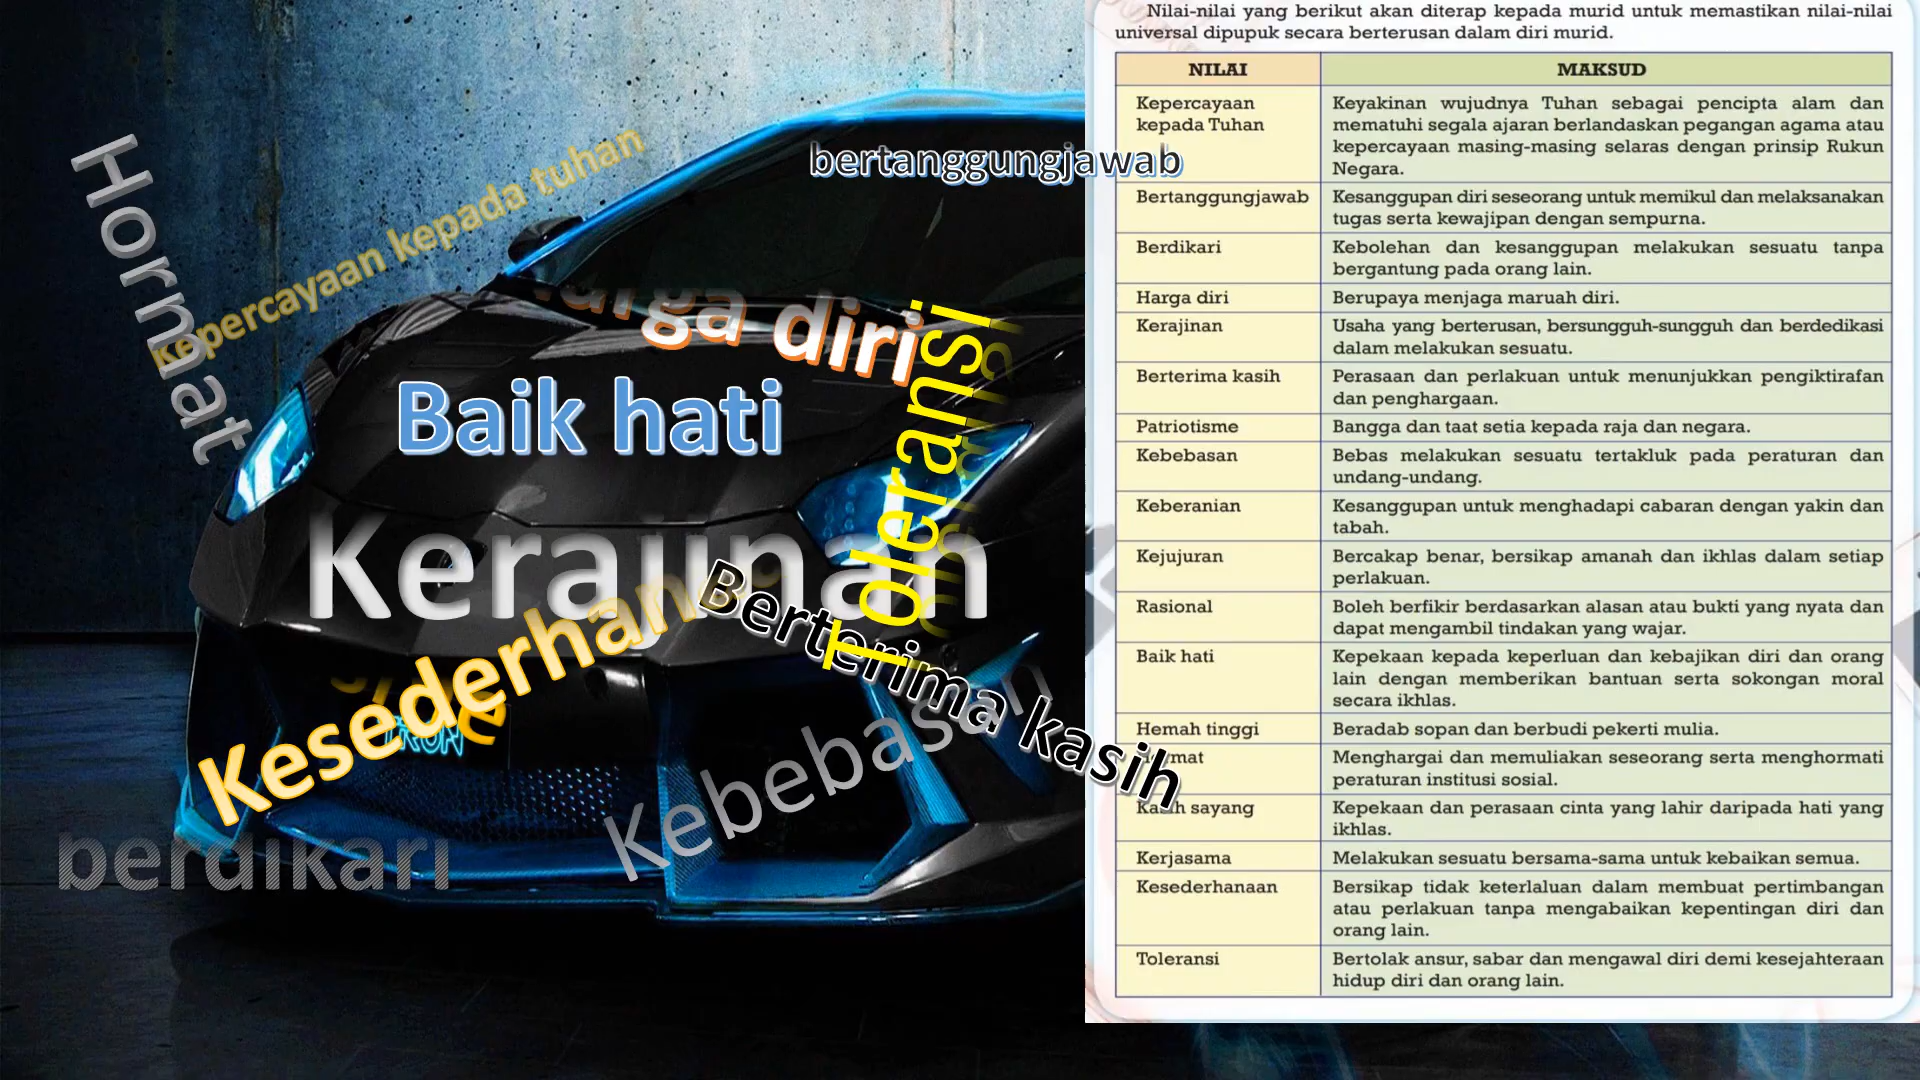 Hormat
Kepercayaan kepada tuhan
bertanggungjawab
Harga diri
Baik hati
Toleransi
Kerajinan
Kesederhanaan
Berterima kasih
Kebebasan
berdikari
Nilai-nilai yang berikut akan diterap kepada murid untuk memastikan nilai-nilai
universal dipupuk secara berterusan dalam diri murid.
NILAI
MAKSUD
Kepercayaan
kepada Tuhan
Keyakinan wujudnya Tuhan sebagai pencipta alam dan
mematuhi segala ajaran berlandaskan pegangan agama atau
kepercayaan masing-masing selaras dengan prinsip Rukun
Negara.
Bertanggungjawab
Kesanggupan diri seseorang untuk memikul dan melaksanakan
tugas serta kewajipan dengan sempurna.
Berdikari
Kebolehan dan kesanggupan melakukan sesuatu tanpa
bergantung pada orang lain.
Harga diri
Berupaya menjaga maruah diri.
Kerajinan
Usaha yang berterusan, bersungguh-sungguh dan berdedikasi
dalam melakukan sesuatu.
Berterima kasih
Perasaan dan perlakuan untuk menunjukkan pengiktirafan
dan penghargaan.
Patriotisme
Bangga dan taat setia kepada raja dan negara.
Kebebasan
Bebas melakukan sesuatu tertakluk pada peraturan dan
undang-undang.
Keberanian
Kesanggupan untuk menghadapi cabaran dengan yakin dan
tabah.
Kejujuran
Bercakap benar, bersikap amanah dan ikhlas dalam setiap
perlakuan.
Rasional
Boleh berfikir berdasarkan alasan atau bukti yang nyata dan
dapat mengambil tindakan yang wajar.
Baik hati
Kepekaan kepada keperluan dan kebajikan diri dan orang
lain dengan memberikan bantuan serta sokongan moral
secara ikhlas.
Hemah tinggi
Beradab sopan dan berbudi pekerti mulia.
Hormat
Menghargai dan memuliakan seseorang serta menghormati
peraturan institusi sosial.
Kasih sayang
Kepekaan dan perasaan cinta yang lahir daripada hati yang
ikhlas.
Kerjasama
Melakukan sesuatu bersama-sama untuk kebaikan semua.
Kesederhanaan
Bersikap tidak keterlaluan dalam membuat pertimbangan
atau perlakuan tanpa mengabaikan kepentingan diri dan
orang lain.
Toleransi
Bertolak ansur, sabar dan mengawal diri demi kesejahteraan
hidup diri dan orang lain.